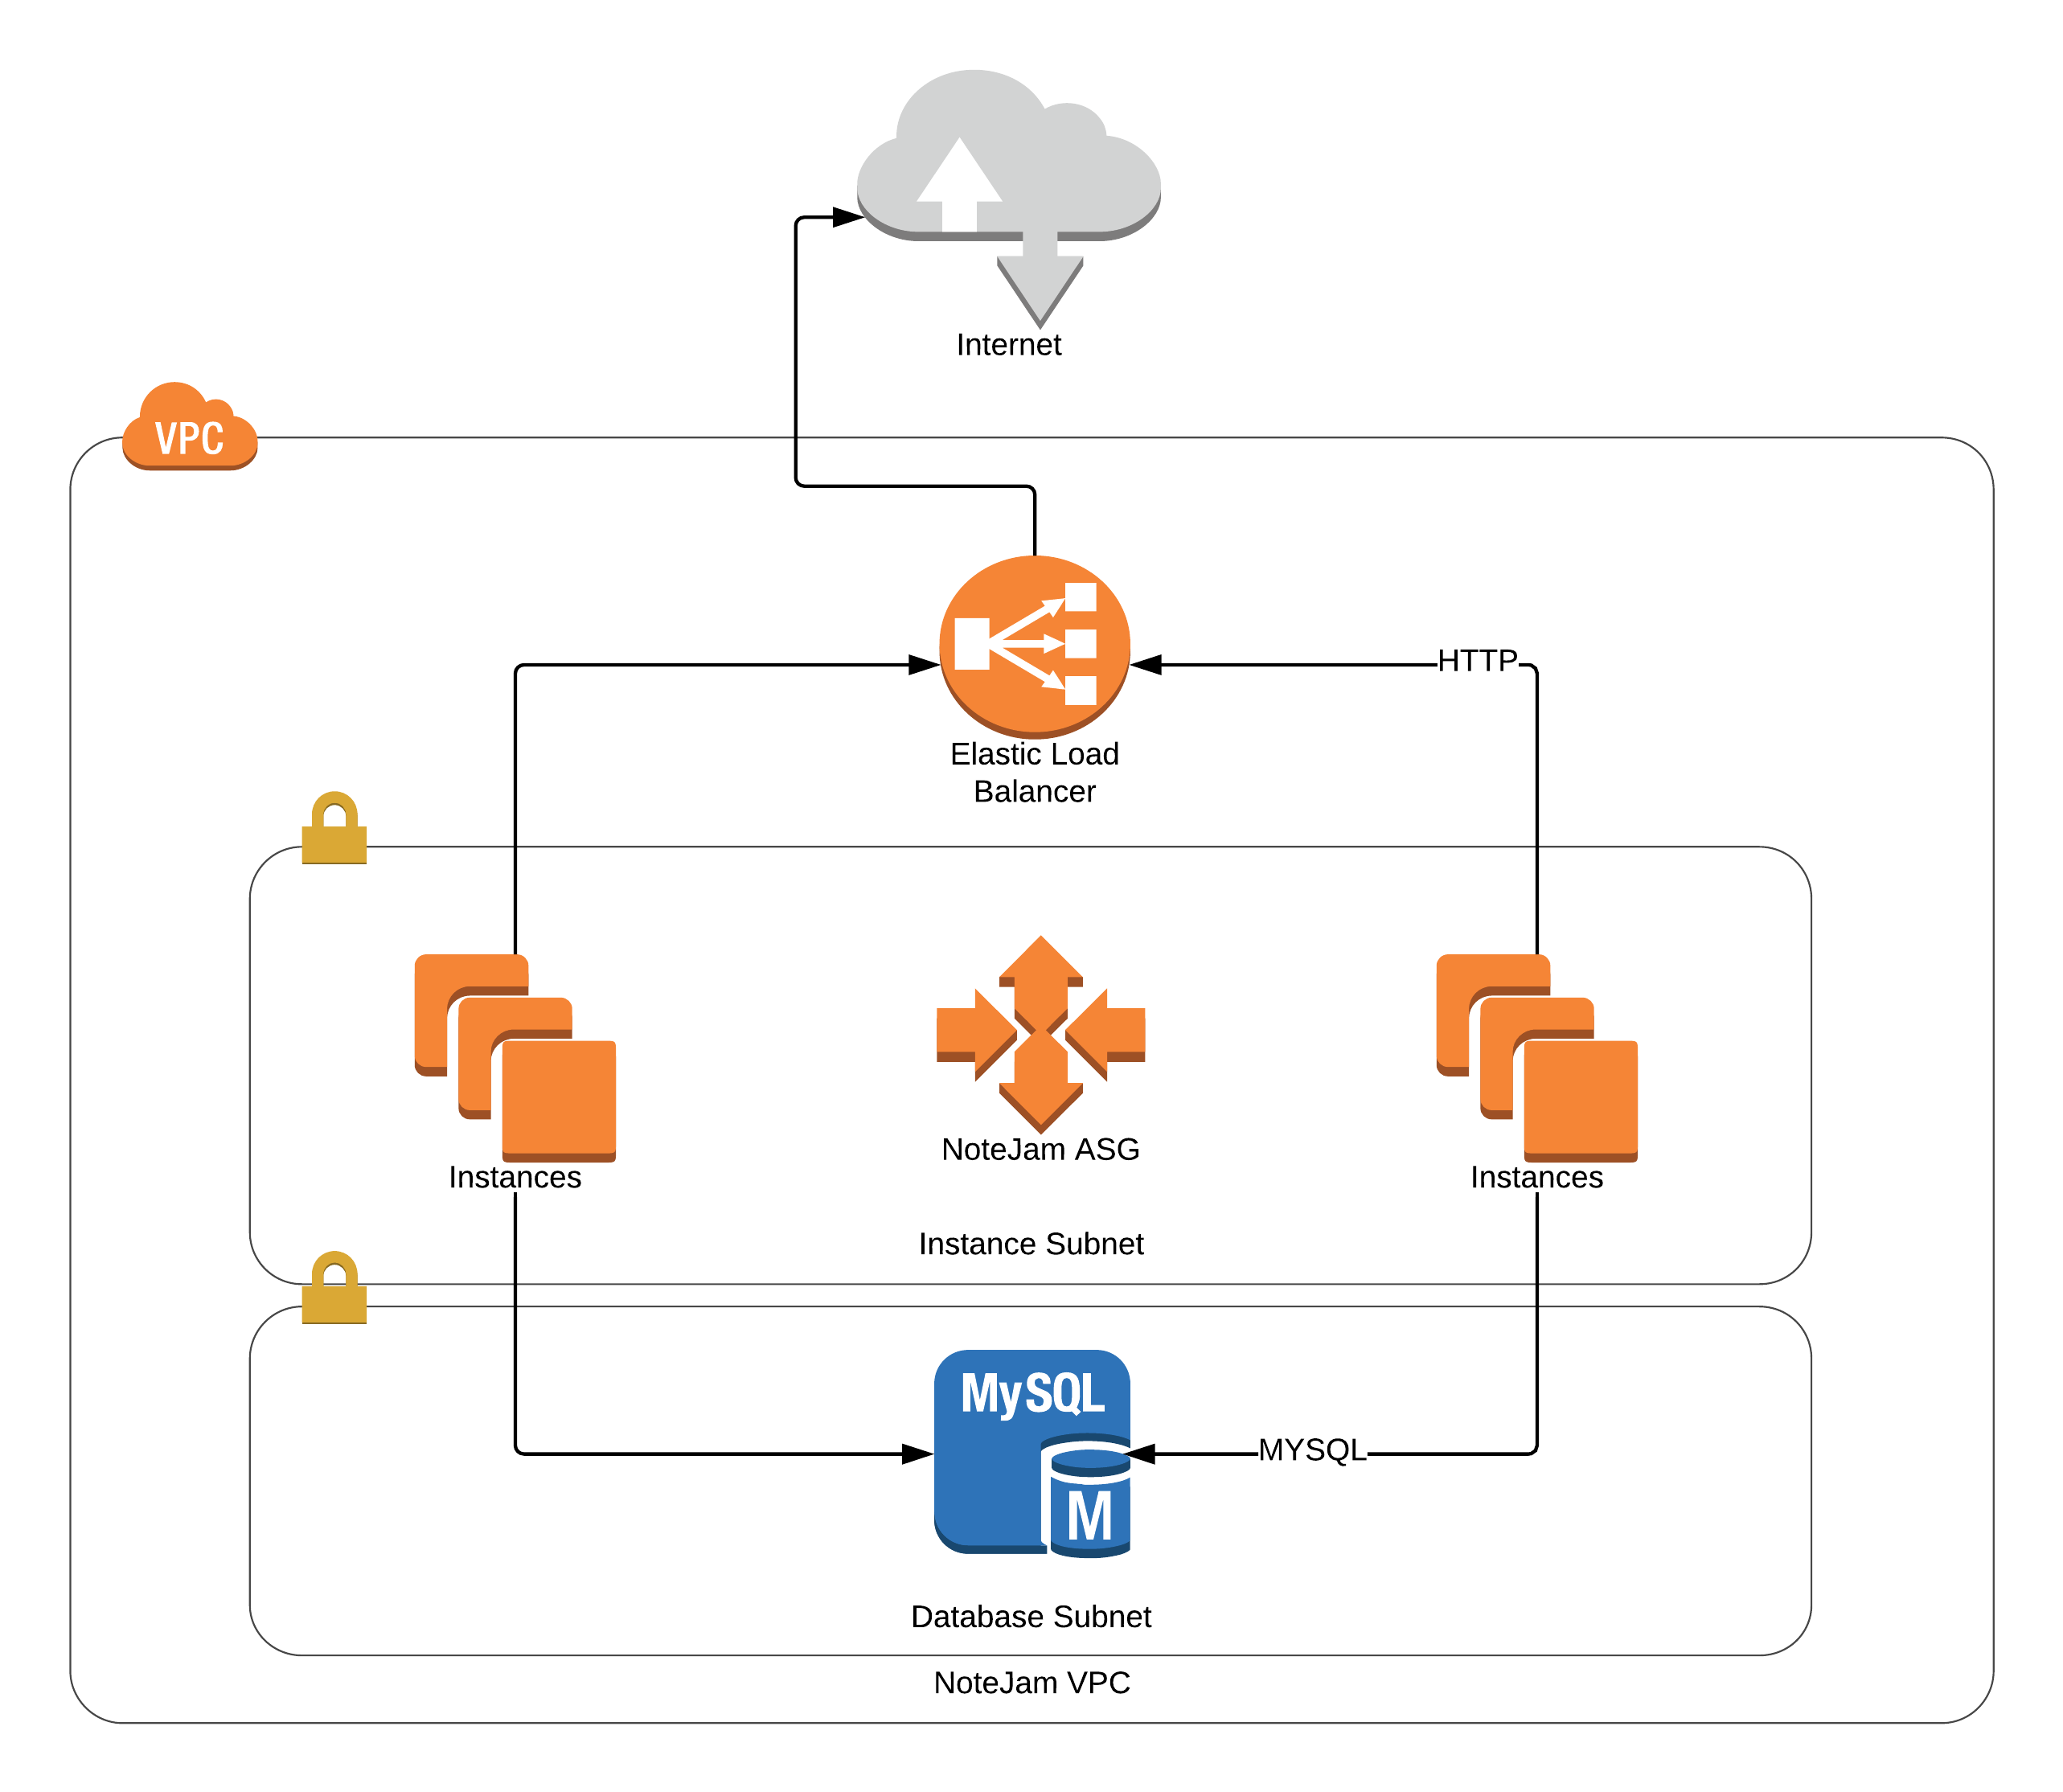 Internet
VPC
HTTP
Elastic Load
Balancer
NoteJam ASG
Instances
Instances
Instance Subnet
MySQL
MYSQL
M
Database Subnet
NoteJam VPC